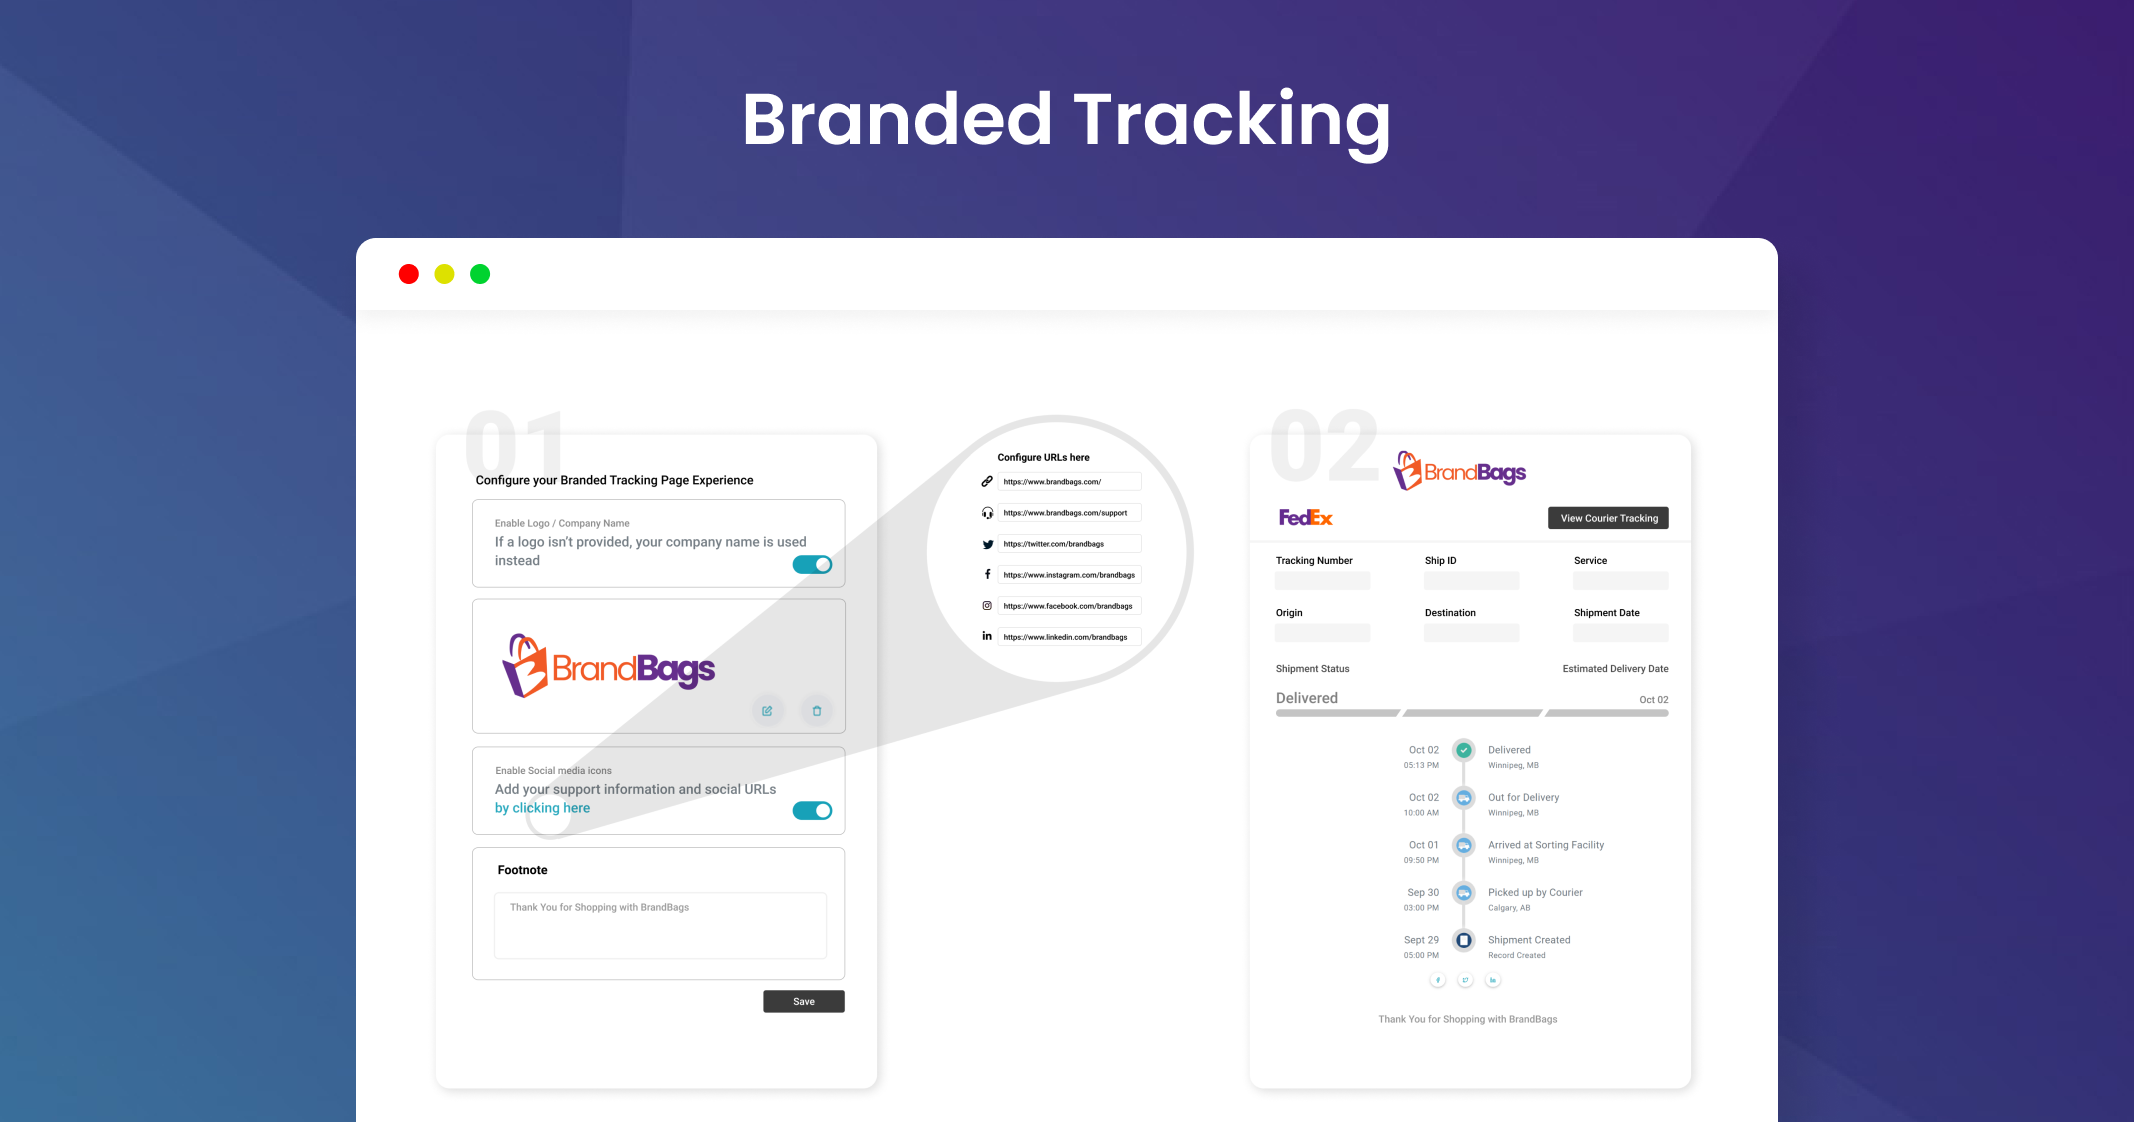 Branded Tracking
01
Configure your Branded Tracking Page Experience
Enable Logo / Company Name
If a logo isn't provided, your company name is used
instead
BrandBags
Enable Social media icons
Add your support information and social URLs
by clicking here
Footnote
Thank You for Shopping with BrandBags
Save
Configure URLs here
https://www.brandbags.com/
https://www.brandbags.com/support
https://twitter.com/brandbags
https://www.instagram.com/brandbags
https://www.facebook.com/brandbags
https://www.linkedin.com/brandbags
02
BrandBags
FedEx
View Courier Tracking
Tracking Number Ship ID Service
Origin Destination Shipment Date
Shipment Status Estimated Delivery Date
Delivered Oct 02
Oct 02 Delivered
05:13 PM Winnipeg, MB
Oct 02 Out for Delivery
10:00 AM Winnipeg, MB
Oct 01 Arrived at Sorting Facility
09:50 PM Winnipeg, MB
Sep 30 Picked up by Courier
03:00 PM Calgary, AB
Sept 29 Shipment Created
05:00 PM Record Created
Thank You for Shopping with BrandBags